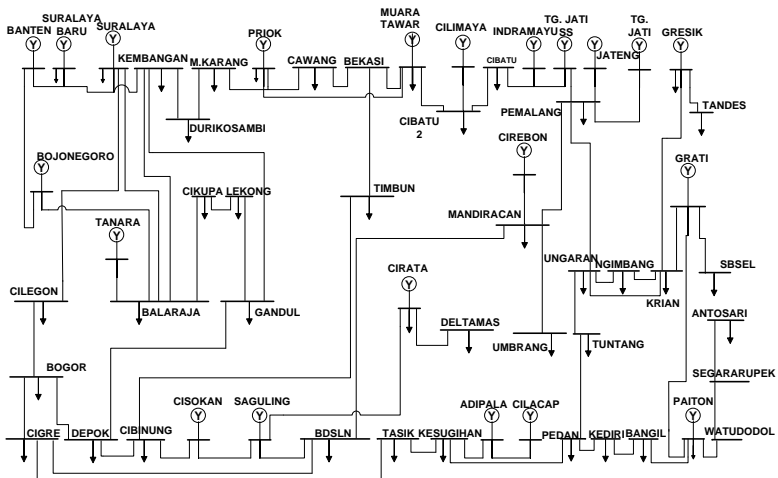 SURALAYA
BANTEN BARU SURALAYA
KEMBANGAN
M.KARANG
PRIOK
CAWANG
BEKASI
MUARA
TAWAR
CILIMAYA
CIBATU
INDRAMAYU
TG. JATI
SS
JATENG
TG.
JATI
GRESIK
Y
Y
Y
Y
Y
Y
Y
Y
Y
Y
Y
DURIKOSAMBI
CIBATU
2
PEMALANG
TANDES
BOJONEGORO
Y
CIREBON
Y
GRATI
Y
TANARA
Y
CIKUPA LEKONG
TIMBUN
MANDIRACAN
CIRATA
Y
UNGARAN
NGIMBANG
KRIAN
SBSEL
CILEGON
BALARAJA
GANDUL
DELTAMAS
UMBRANG
TUNTANG
ANTOSARI
BOGOR
SEGARARUPEK
CISOKAN
Y
SAGULING
Y
ADIPALA
Y
CILACAP
Y
PAITON
Y
CIGRE
DEPOK
CIBINUNG
BDSLN
TASIK
KESUGIHAN
PEDAN
KEDIRI
BANGIL
WATUDODOL